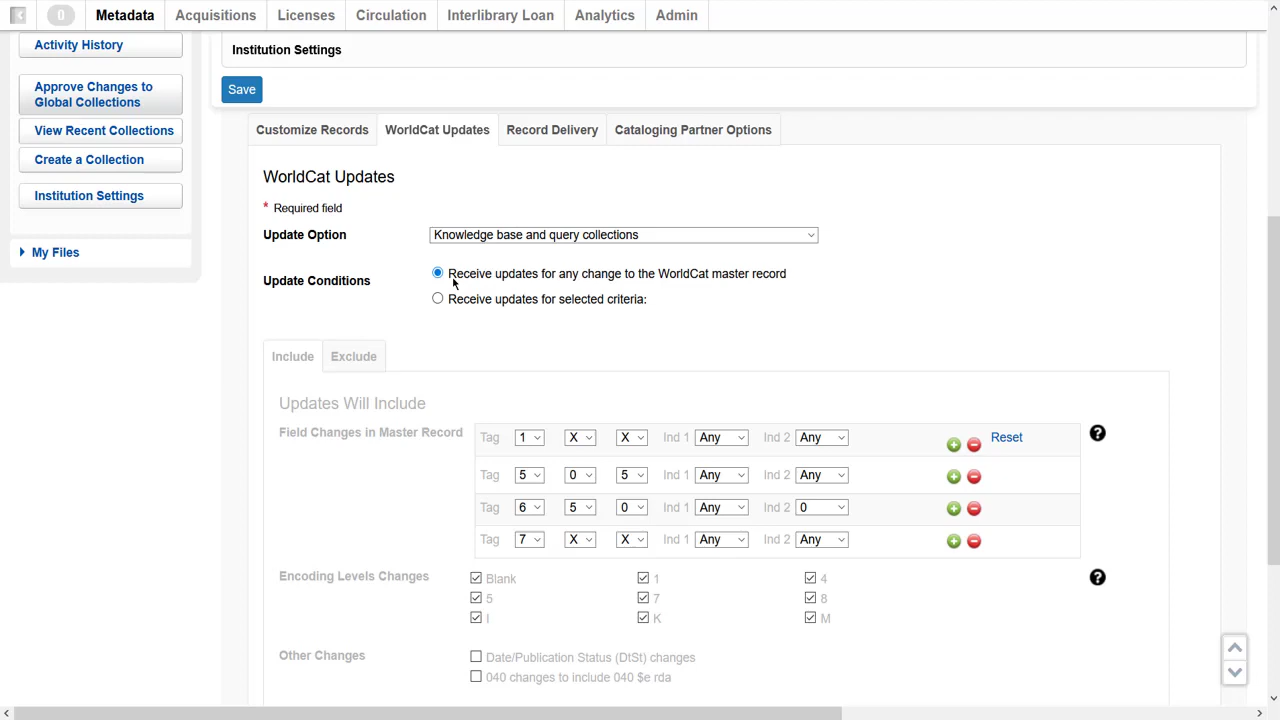 0
Metadata
Acquisitions
Licenses
Circulation
Interlibrary Loan
Analytics
Admin
Activity History
Approve Changes to
Global Collections
View Recent Collections
Create a Collection
Institution Settings
My Files
Institution Settings
Save
Customize Records
WorldCat Updates
Record Delivery
Cataloging Partner Options
WorldCat Updates
* Required field
Update Option
Knowledge base and query collections
Update Conditions
Receive updates for any change to the WorldCat master record
Receive updates for selected criteria:
Include
Exclude
Updates Will Include
Field Changes in Master Record
Tag 1 X X Ind 1 Any Ind 2 Any Reset ?
Tag 5 0 5 Ind 1 Any Ind 2 Any
Tag 6 5 0 Ind 1 Any Ind 2 0
Tag 7 X X Ind 1 Any Ind 2 Any
Encoding Levels Changes
Blank 1 4 ?
5 7 8
I K M
Other Changes
Date/Publication Status (DtSt) changes
040 changes to include 040 $e rda